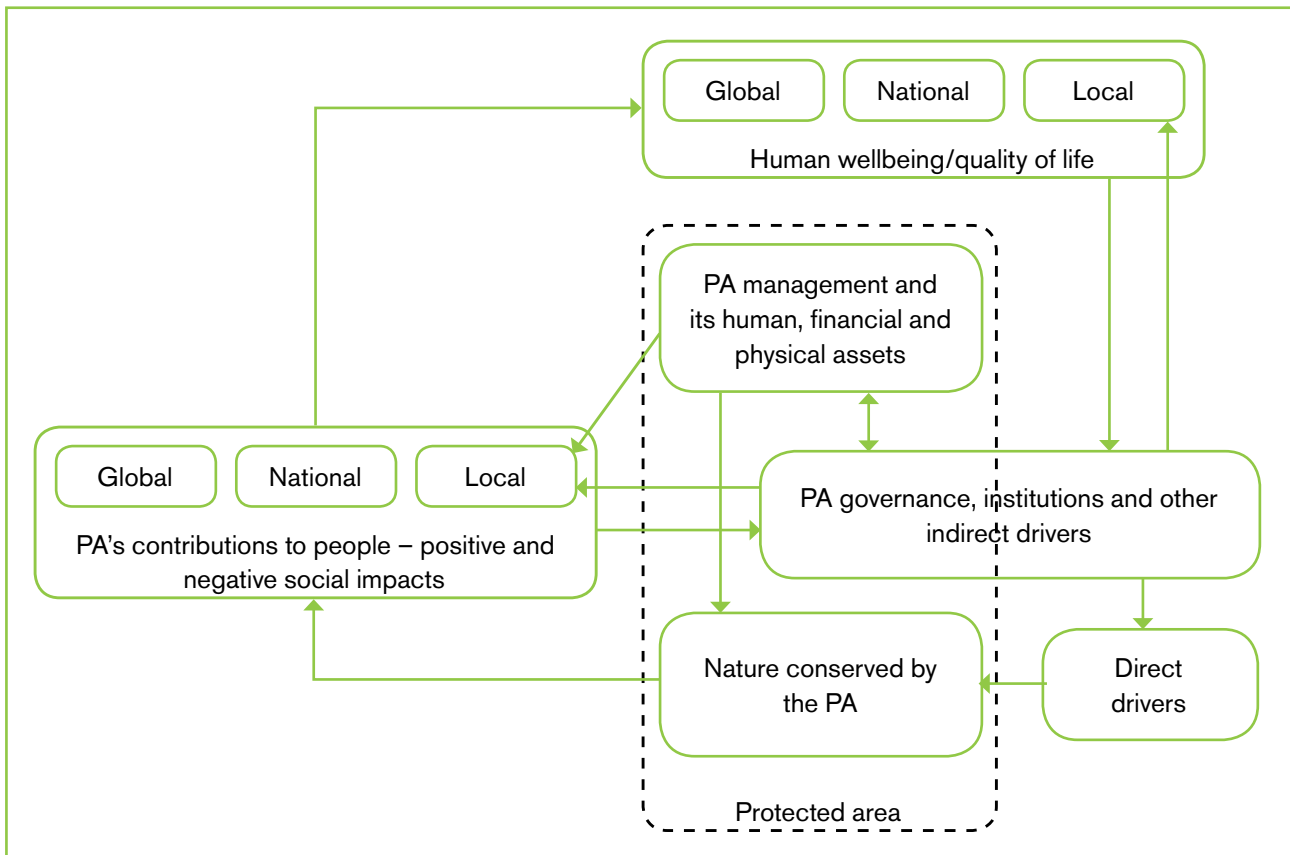 Global
National
Local
Human wellbeing/quality of life
PA management and
its human, financial and
physical assets
Global
National
Local
PA's contributions to people – positive and
negative social impacts
PA governance, institutions and other
indirect drivers
Nature conserved by
the PA
Direct
drivers
Protected area